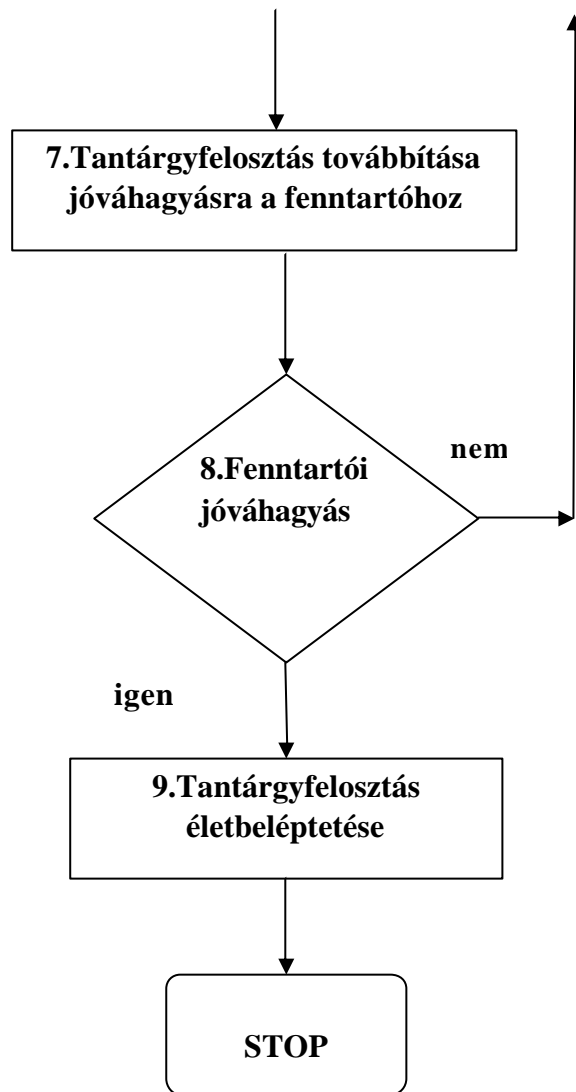 7.Tantárgyfelosztás továbbítása
jóváhagyásra a fenntartóhoz
nem
8.Fenntartói
jóváhagyás
igen
9.Tantárgyfelosztás
életbeléptetése
STOP